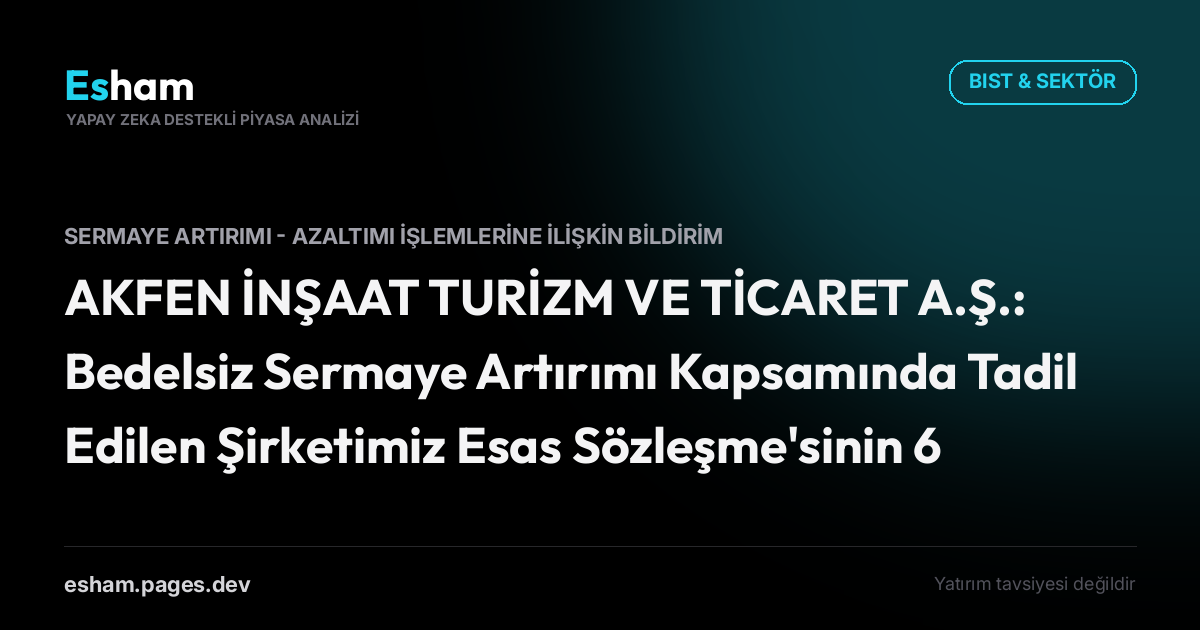 Esham
YAPAY ZEKA DESTEKLİ PİYASA ANALİZİ
BIST & SEKTÖR
SERMAYE ARTIRIMI - AZALTIMI İŞLEMLERİNE İLİŞKİN BİLDİRİM
AKFEN İNŞAAT TURİZM VE TİCARET A.Ş.:
Bedelsiz Sermaye Artırımı Kapsamında Tadil
Edilen Şirketimiz Esas Sözleşme'sinin 6
esham.pages.dev
Yatırım tavsiyesi değildir